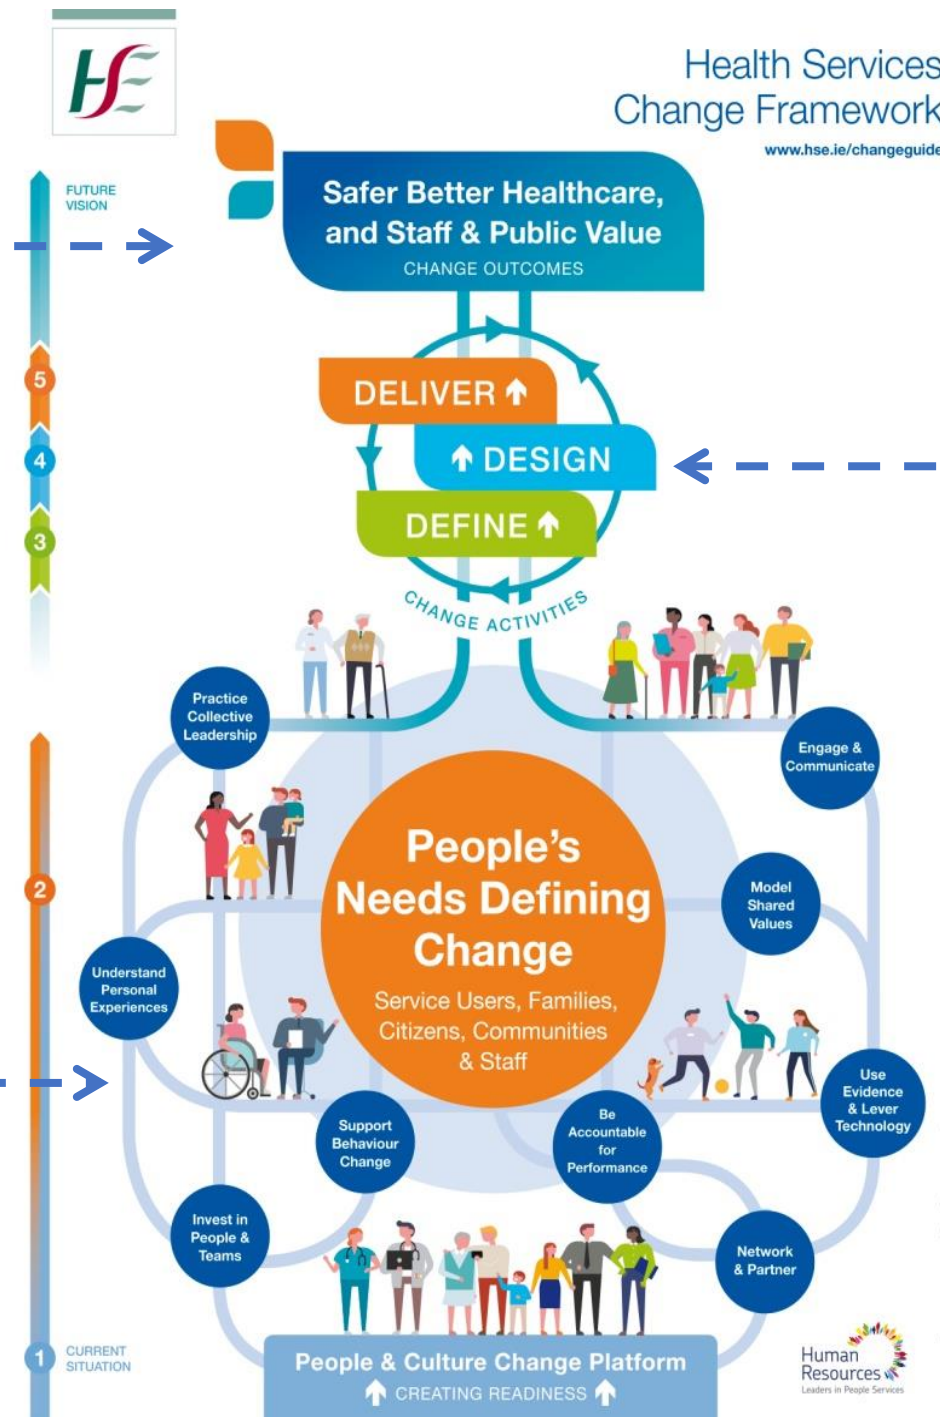 HSE
Health Services
Change Framework
www.hse.ie/changeguide
FUTURE
VISION
Safer Better Healthcare,
and Staff & Public Value
CHANGE OUTCOMES
5
DELIVER
4
DESIGN
DEFINE
3
CHANGE ACTIVITIES
Practice
Collective
Leadership
Engage &
Communicate
People's
Needs Defining
Change
Service Users, Families,
Citizens, Communities
& Staff
2
Model
Shared
Values
Understand
Personal
Experiences
Use
Evidence
& Lever
Technology
Support
Behaviour
Change
Be
Accountable
for
Performance
Invest in
People &
Teams
Network
& Partner
1
CURRENT
SITUATION
People & Culture Change Platform
CREATING READINESS
Human
Resources
Leaders in People Services